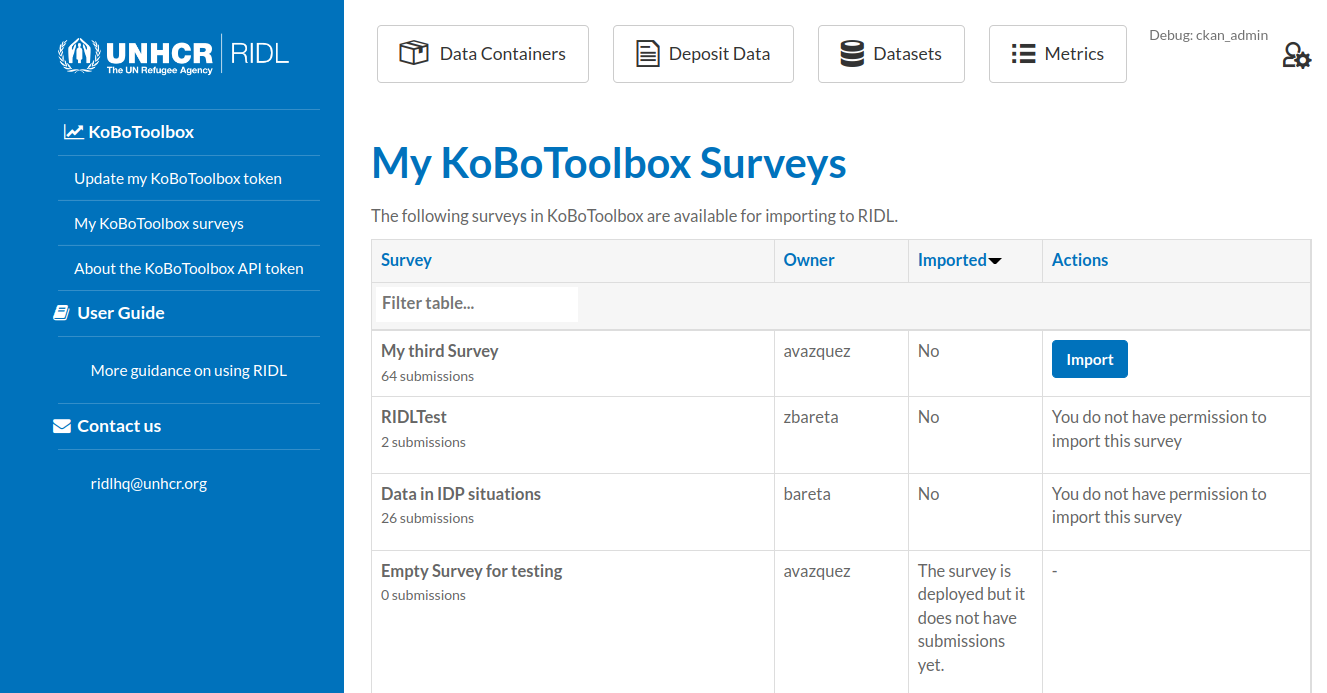 UNHCR RIDL
The UN Refugee Agency
Data Containers
Deposit Data
Datasets
Metrics
Debug: ckan_admin
KoBoToolbox
Update my KoBoToolbox token
My KoBoToolbox surveys
About the KoBoToolbox API token
User Guide
More guidance on using RIDL
Contact us
ridlhq@unhcr.org
My KoBoToolbox Surveys
The following surveys in KoBoToolbox are available for importing to RIDL.
Survey Owner Imported Actions
Filter table...
My third Survey avazquez No Import
64 submissions
RIDLTest zbareta No You do not have permission to
2 submissions import this survey
Data in IDP situations bareta No You do not have permission to
26 submissions import this survey
Empty Survey for testing avazquez The survey is -
0 submissions deployed but it
does not have
submissions
yet.